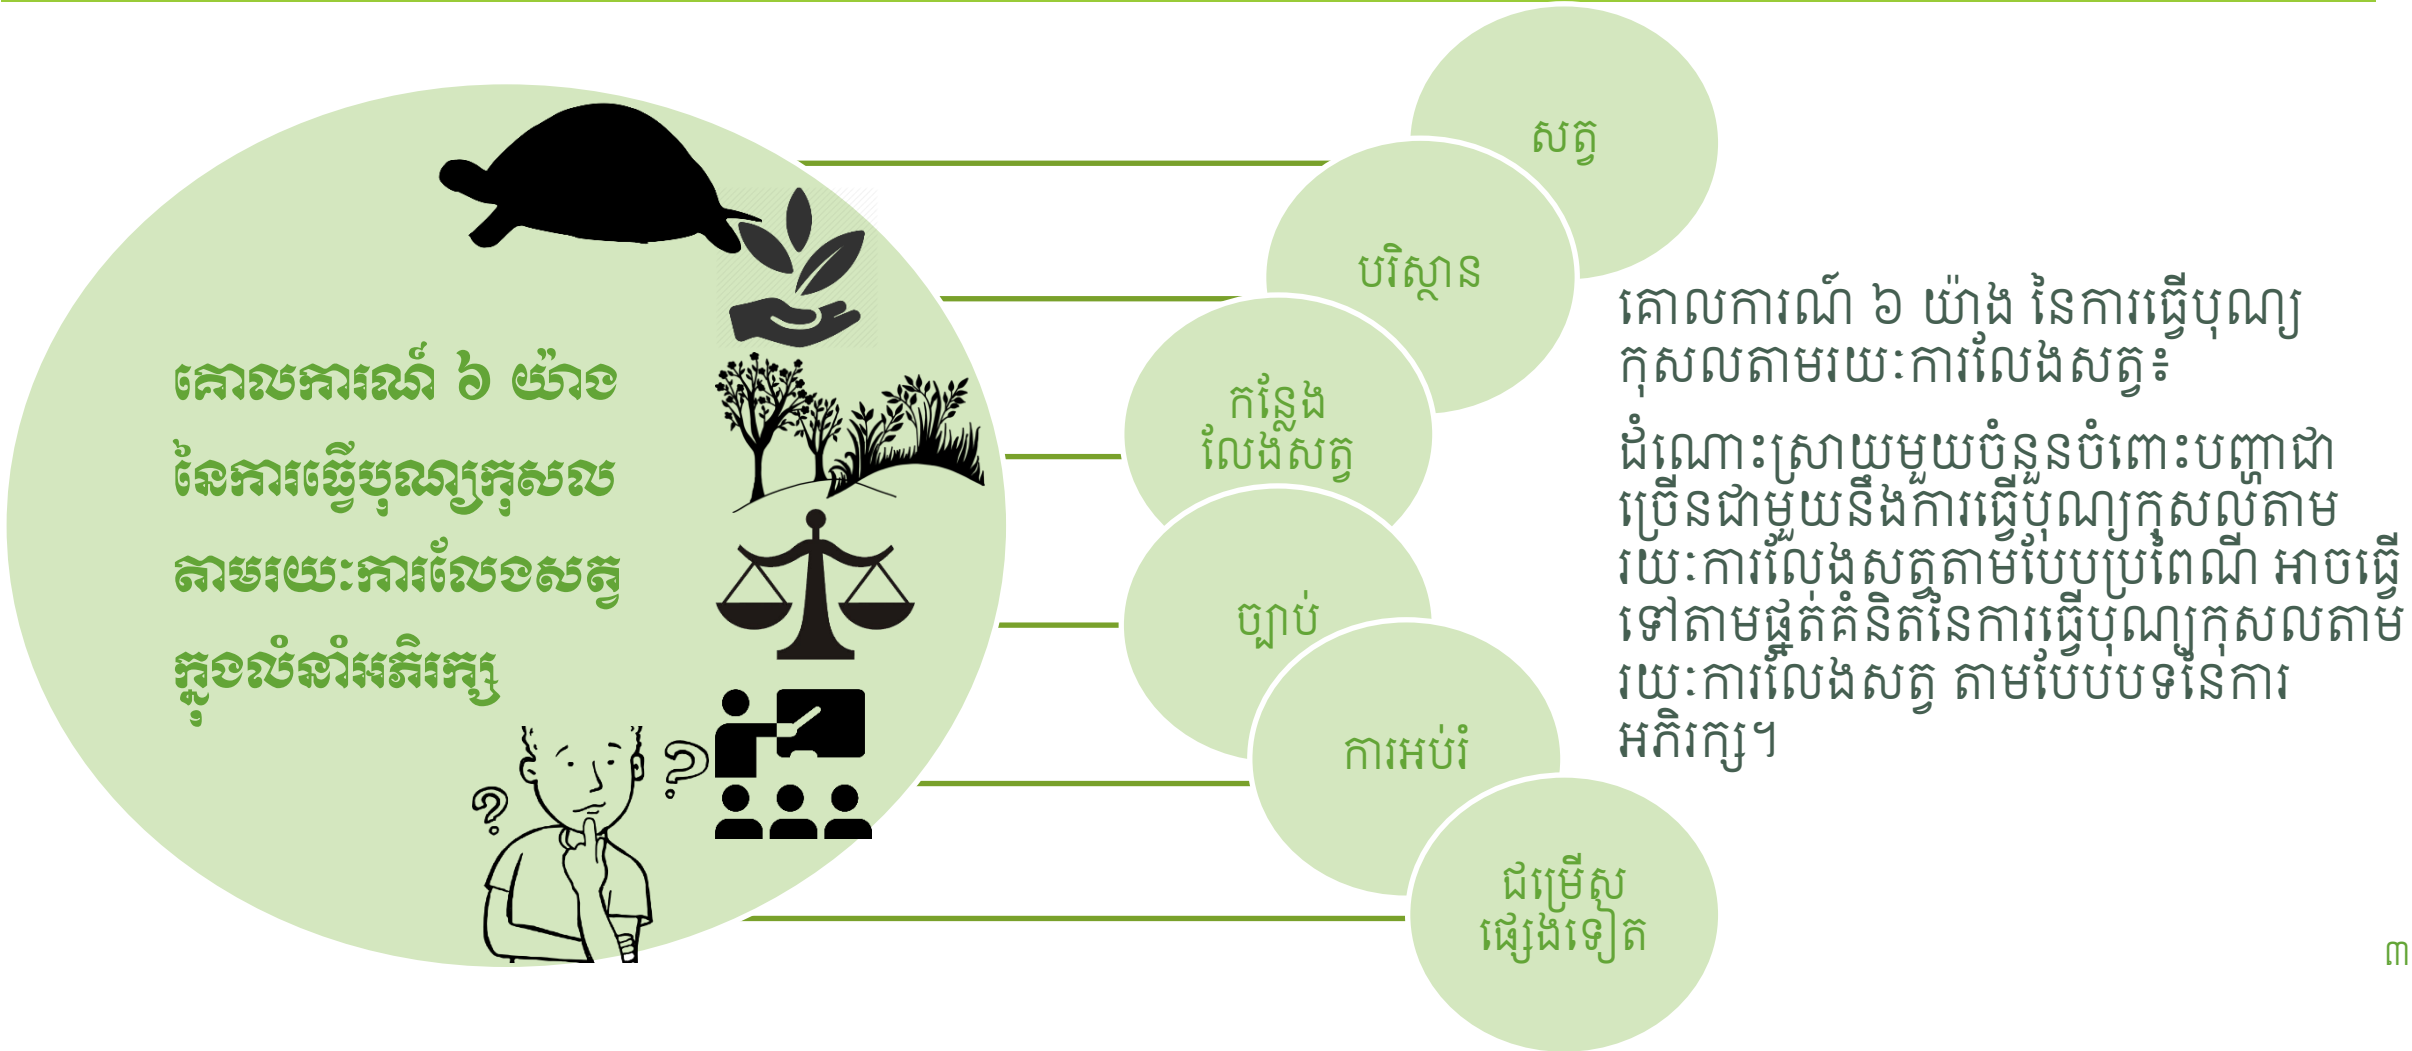 គោលការណ៍ ៦ យ៉ាង
នៃការធ្វើបុណ្យកុសល
តាមរយៈការលែងសត្វ
ក្នុងលំនាំអភិរក្ស
?
?
សត្វ
បរិស្ថាន
កន្លែង
លែងសត្វ
ច្បាប់
ការអប់រំ
ជម្រើស
ផ្សេងទៀត
គោលការណ៍ ៦ យ៉ាង នៃការធ្វើបុណ្យ
កុសលតាមរយៈការលែងសត្វ៖
ដំណោះស្រាយមួយចំនួនចំពោះបញ្ហាជា
ច្រើនជាមួយនឹងការធ្វើបុណ្យកុសលតាម
រយៈការលែងសត្វតាមបែបប្រពៃណី អាចធ្វើ
ទៅតាមផ្នត់គំនិតនៃការធ្វើបុណ្យកុសលតាម
រយៈការលែងសត្វ តាមបែបបទនៃការ
អភិរក្ស។
៣